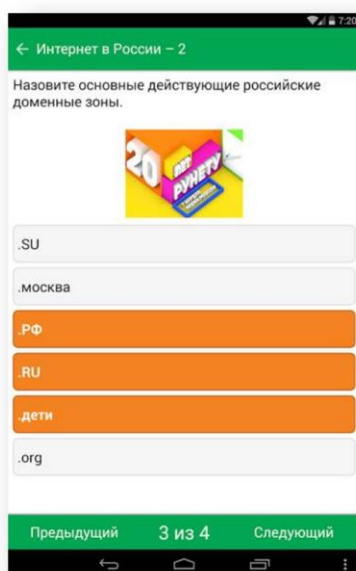 7:20
← Интернет в России – 2
Назовите основные действующие российские
доменные зоны.
20
ЛЕТ
РУНЕТУ
.SU
.москва
.РФ
.RU
.дети
.org
Предыдущий 3 из 4 Следующий